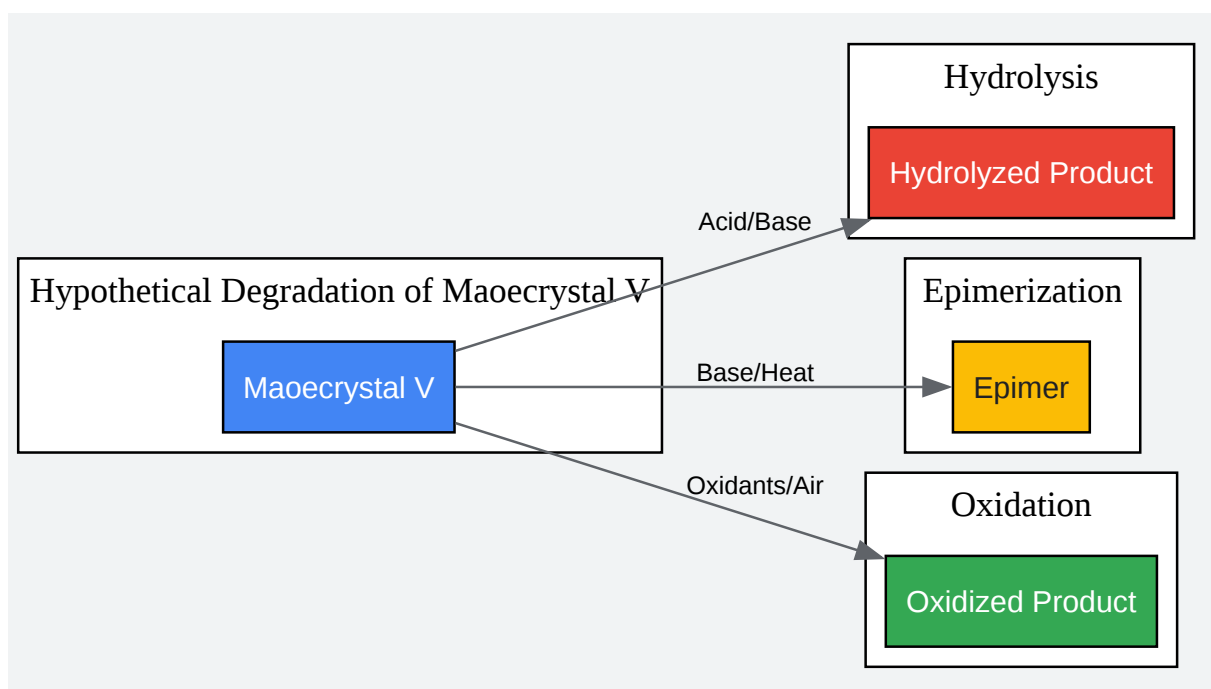 Hydrolysis
Hydrolyzed Product
Acid/Base
Hypothetical Degradation of Maoecrystal V
Maoecrystal V
Epimerization
Base/Heat
Epimer
Oxidants/Air
Oxidation
Oxidized Product